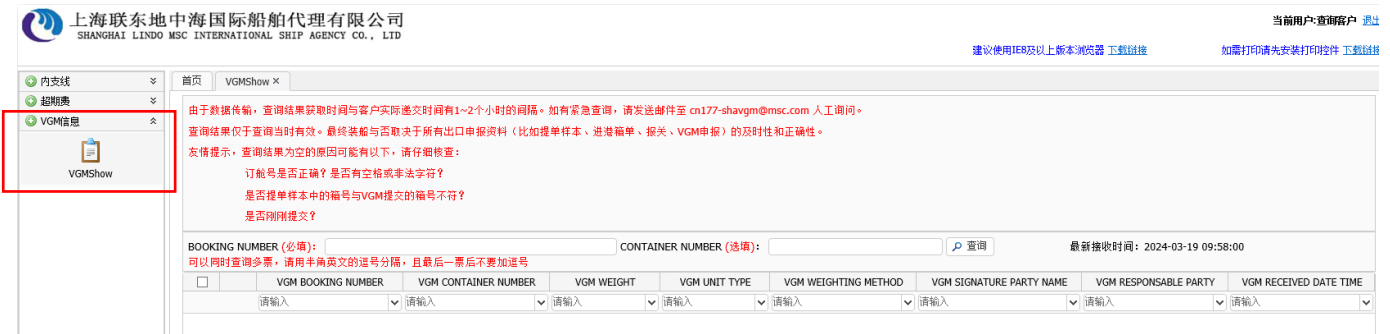 上海联东地中海国际船舶代理有限公司
SHANGHAI LINDO MSC INTERNATIONAL SHIP AGENCY CO., LTD
当前用户:查询客户 退出
建议使用IE8及以上版本浏览器 下载链接 如需打印请先安装打印控件 下载链接
内支线
超期费
VGM信息
VGMShow
首页 VGMShow ×
由于数据传输，查询结果获取时间与客户实际递交时间有1~2个小时的间隔。如有紧急查询，请发送邮件至 cn177-shavgm@msc.com 人工询问。
查询结果仅于查询当时有效。最终装船与否取决于所有出口申报资料（比如提单样本、进港箱单、报关、VGM申报）的及时性和正确性。
友情提示，查询结果为空的原因可能有以下，请仔细核查：
订舱号是否正确？是否有空格或非法字符？
是否提单样本中的箱号与VGM提交的箱号不符？
是否刚刚提交？
BOOKING NUMBER (必填)： CONTAINER NUMBER (选填)： 查询 最新接收时间：2024-03-19 09:58:00
可以同时查询多票，请用半角英文的逗号分隔，且最后一票后不要加逗号
VGM BOOKING NUMBER VGM CONTAINER NUMBER VGM WEIGHT VGM UNIT TYPE VGM WEIGHTING METHOD VGM SIGNATURE PARTY NAME VGM RESPONSABLE PARTY VGM RECEIVED DATE TIME
请输入 请输入 请输入 请输入 请输入 请输入 请输入 请输入